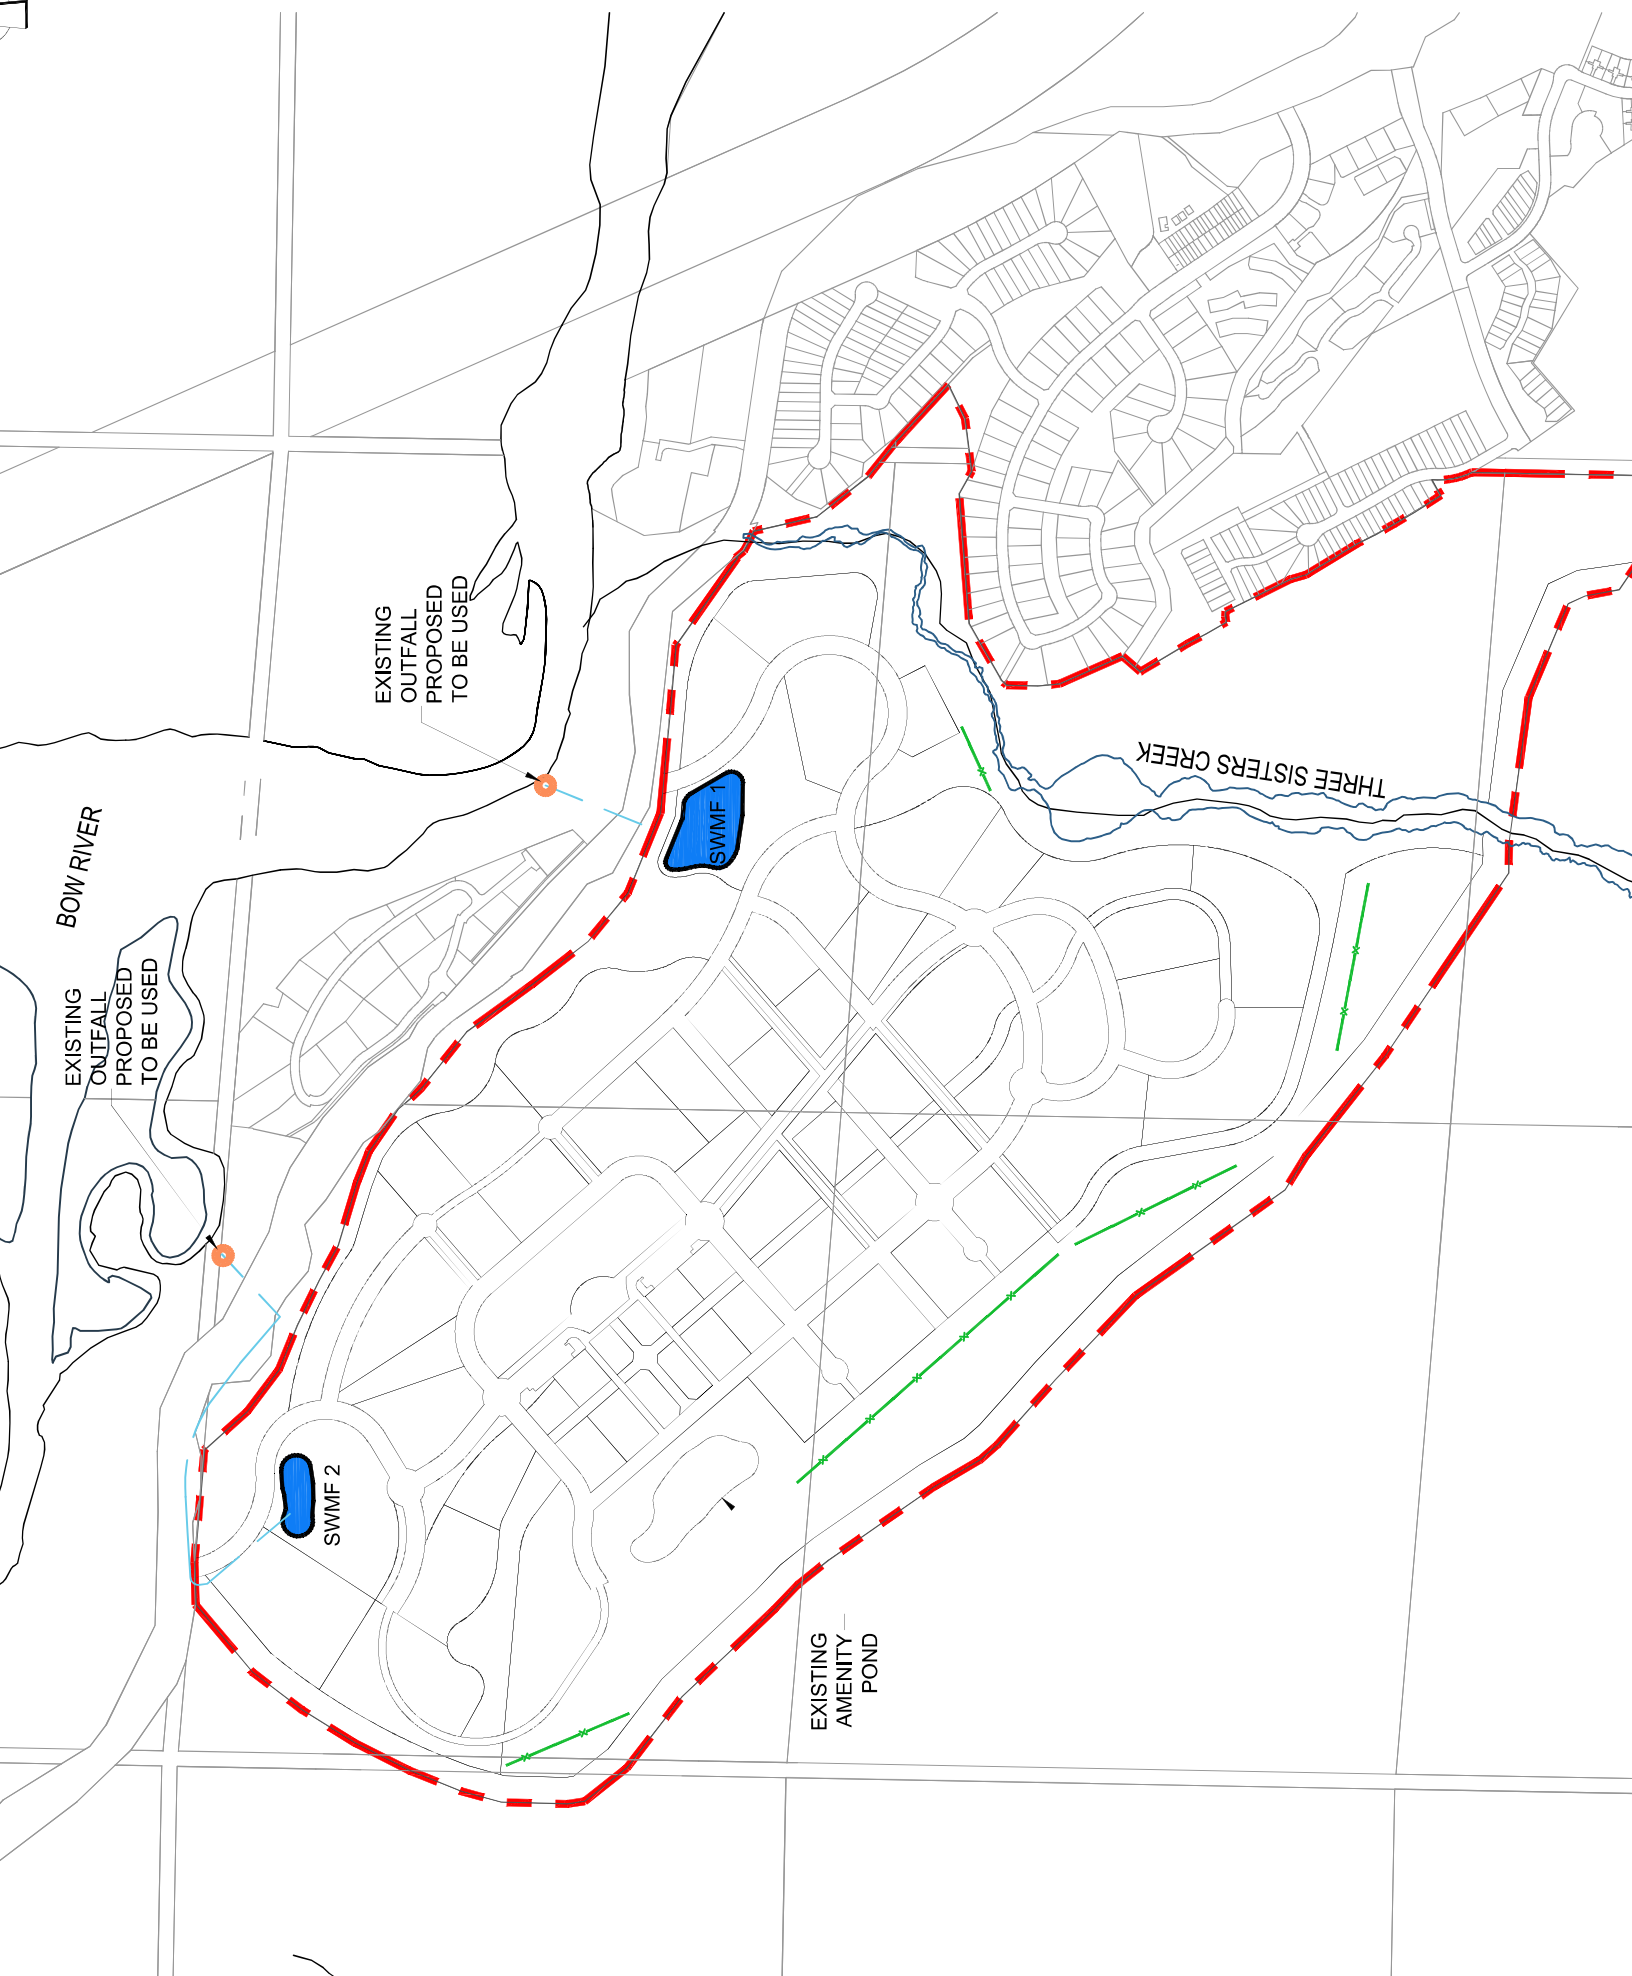 EXISTING
OUTFALL
PROPOSED
TO BE USED
BOW RIVER
EXISTING
OUTFALL
PROPOSED
TO BE USED
THREE SISTERS CREEK
SWMF 1
SWMF 2
EXISTING
AMENITY
POND